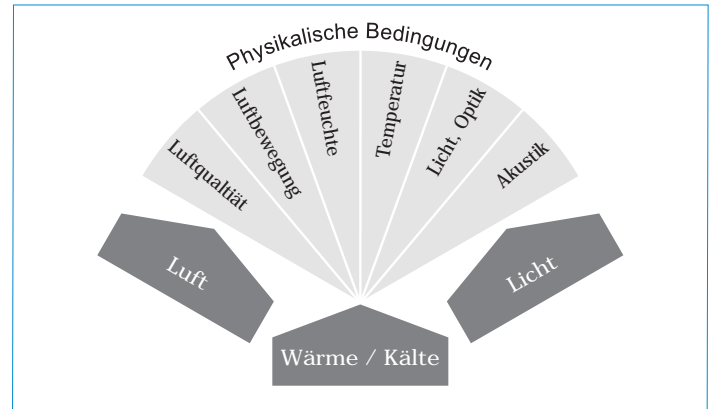 Physikalische Bedingungen
Luftqualtiät
Luftbewegung
Luftfeuchte
Temperatur
Licht, Optik
Akustik
Luft
Wärme / Kälte
Licht